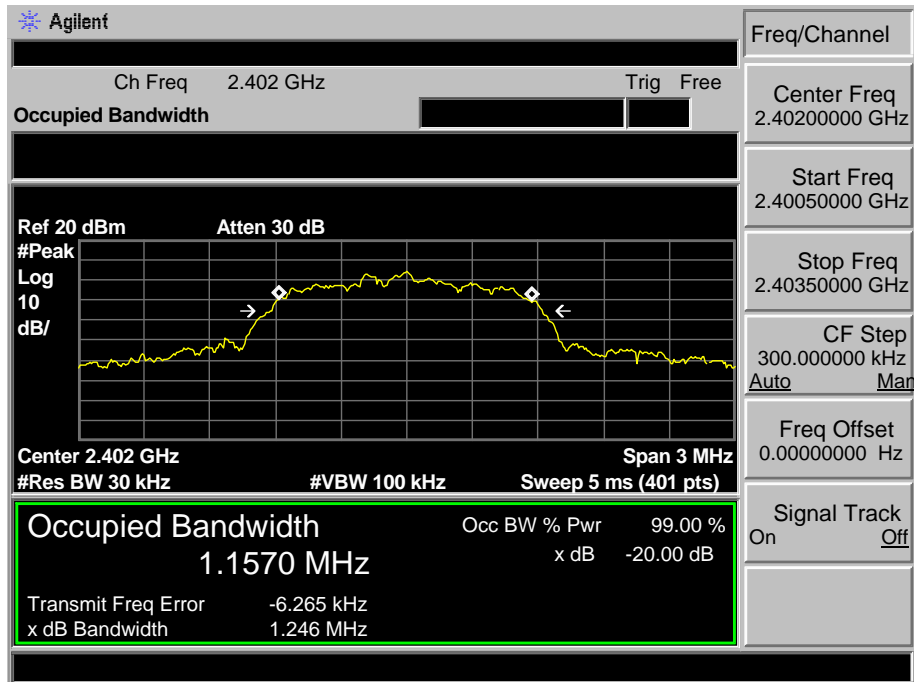 Agilent
Freq/Channel
Ch Freq 2.402 GHz Trig Free
Occupied Bandwidth
Center Freq
2.40200000 GHz
Start Freq
2.40050000 GHz
Ref 20 dBm Atten 30 dB
#Peak
Log
10
dB/
Stop Freq
2.40350000 GHz
CF Step
300.000000 kHz
Auto Man
Freq Offset
0.00000000 Hz
Center 2.402 GHz Span 3 MHz
#Res BW 30 kHz #VBW 100 kHz Sweep 5 ms (401 pts)
Signal Track
On Off
Occupied Bandwidth
1.1570 MHz
Occ BW % Pwr 99.00 %
x dB -20.00 dB
Transmit Freq Error -6.265 kHz
x dB Bandwidth 1.246 MHz